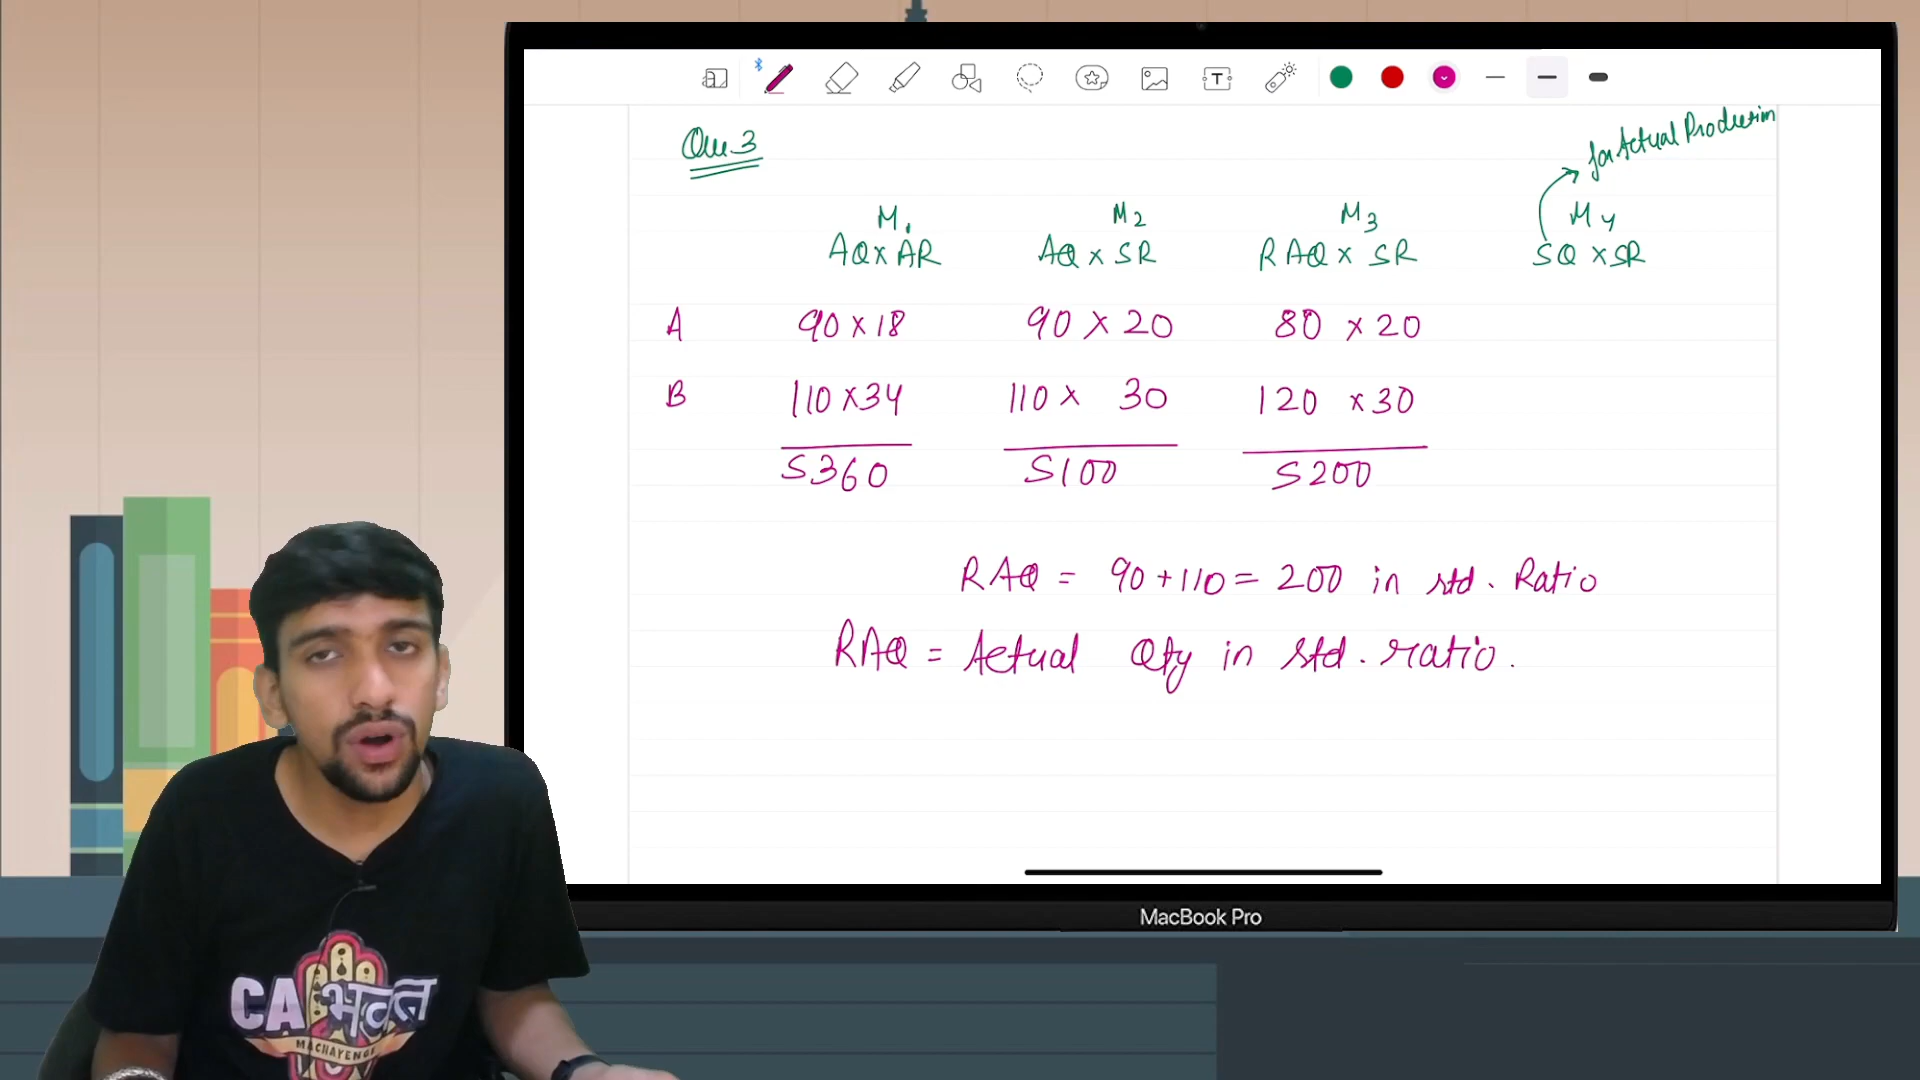 for Actual Production
Que 3
M1 M2 M3 M4
AQ x AR AQ x SR RAQ x SR SQ x SR
A 90 x 18 90 x 20 80 x 20
B 110 x 34 110 x 30 120 x 30
5360 5100 5200
RAQ = 90 + 110 = 200 in std. Ratio
RAQ = Actual Qty in std. ratio.
MacBook Pro
CA भक्त
MACHAYENGE